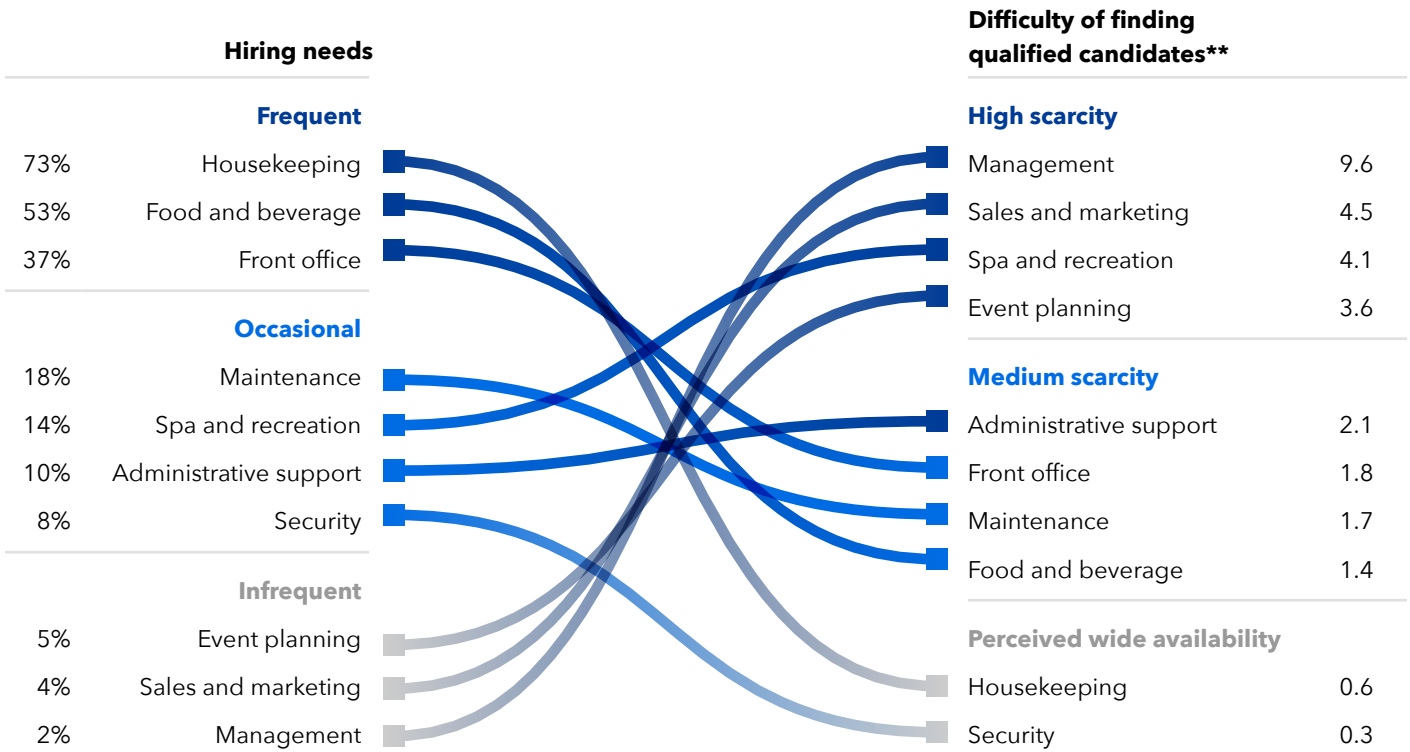 Hiring needs
Frequent
73% Housekeeping
53% Food and beverage
37% Front office
Occasional
18% Maintenance
14% Spa and recreation
10% Administrative support
8% Security
Infrequent
5% Event planning
4% Sales and marketing
2% Management
Difficulty of finding
qualified candidates**
High scarcity
Management 9.6
Sales and marketing 4.5
Spa and recreation 4.1
Event planning 3.6
Medium scarcity
Administrative support 2.1
Front office 1.8
Maintenance 1.7
Food and beverage 1.4
Perceived wide availability
Housekeeping 0.6
Security 0.3